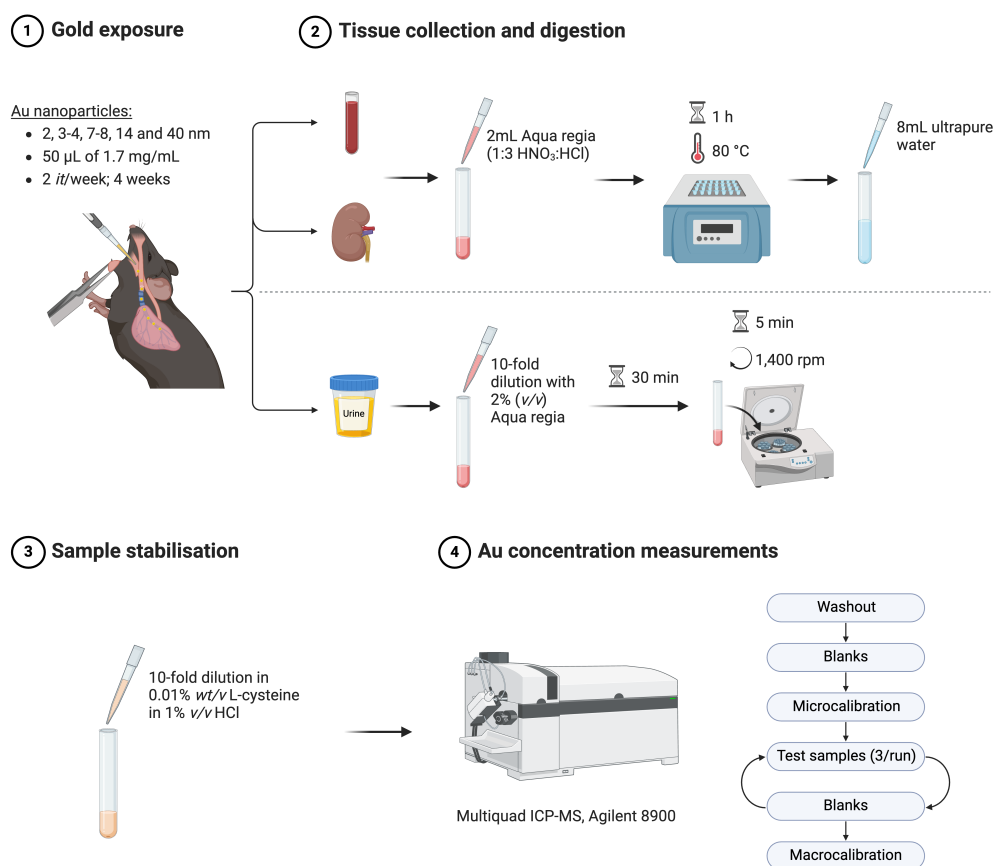 1 Gold exposure
2 Tissue collection and digestion
Au nanoparticles:
• 2, 3-4, 7-8, 14 and 40 nm
• 50 µL of 1.7 mg/mL
• 2 it/week; 4 weeks
2mL Aqua regia
(1:3 HNO₃:HCl)
1 h
80 °C
8mL ultrapure
water
Urine
10-fold
dilution with
2% (v/v)
Aqua regia
30 min
5 min
1,400 rpm
3 Sample stabilisation
10-fold dilution in
0.01% wt/v L-cysteine
in 1% v/v HCl
4 Au concentration measurements
Multiquad ICP-MS, Agilent 8900
Washout
Blanks
Microcalibration
Test samples (3/run)
Blanks
Macrocalibration